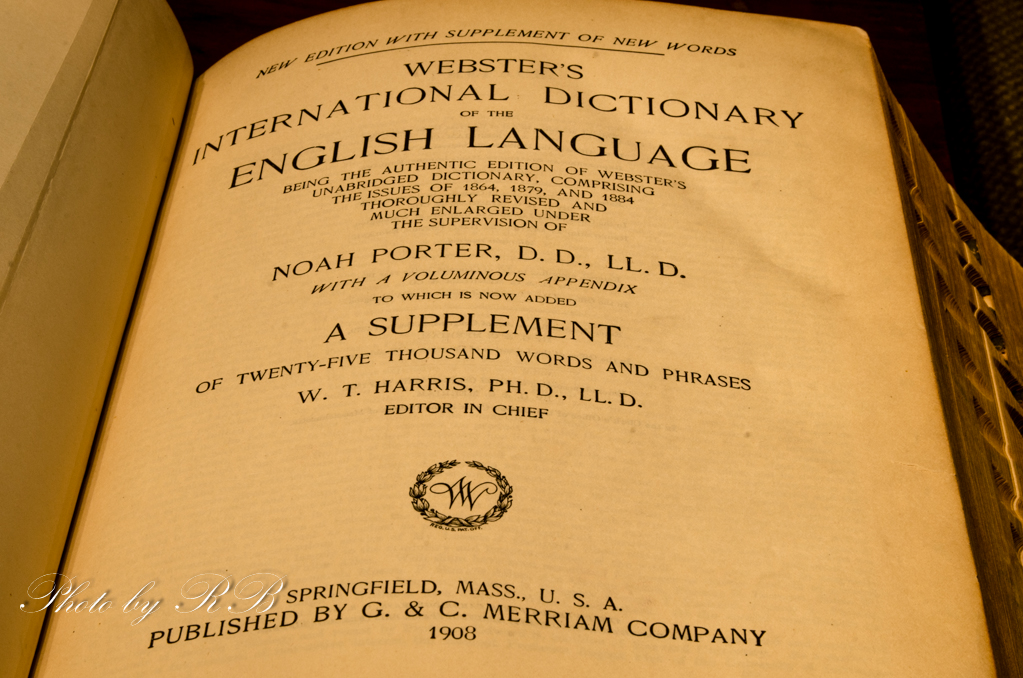 NEW EDITION WITH SUPPLEMENT OF NEW WORDS
WEBSTER'S
INTERNATIONAL DICTIONARY
OF THE
ENGLISH LANGUAGE
BEING THE AUTHENTIC EDITION OF WEBSTER'S
UNABRIDGED DICTIONARY, COMPRISING
THE ISSUES OF 1864, 1879, AND 1884
THOROUGHLY REVISED AND
MUCH ENLARGED UNDER
THE SUPERVISION OF
NOAH PORTER, D. D., LL. D.
WITH A VOLUMINOUS APPENDIX
TO WHICH IS NOW ADDED
A SUPPLEMENT
OF TWENTY-FIVE THOUSAND WORDS AND PHRASES
W. T. HARRIS, PH. D., LL. D.
EDITOR IN CHIEF
W
REG. U.S. PAT. OFF.
SPRINGFIELD, MASS., U. S. A.
PUBLISHED BY G. & C. MERRIAM COMPANY
1908
Photo by RB